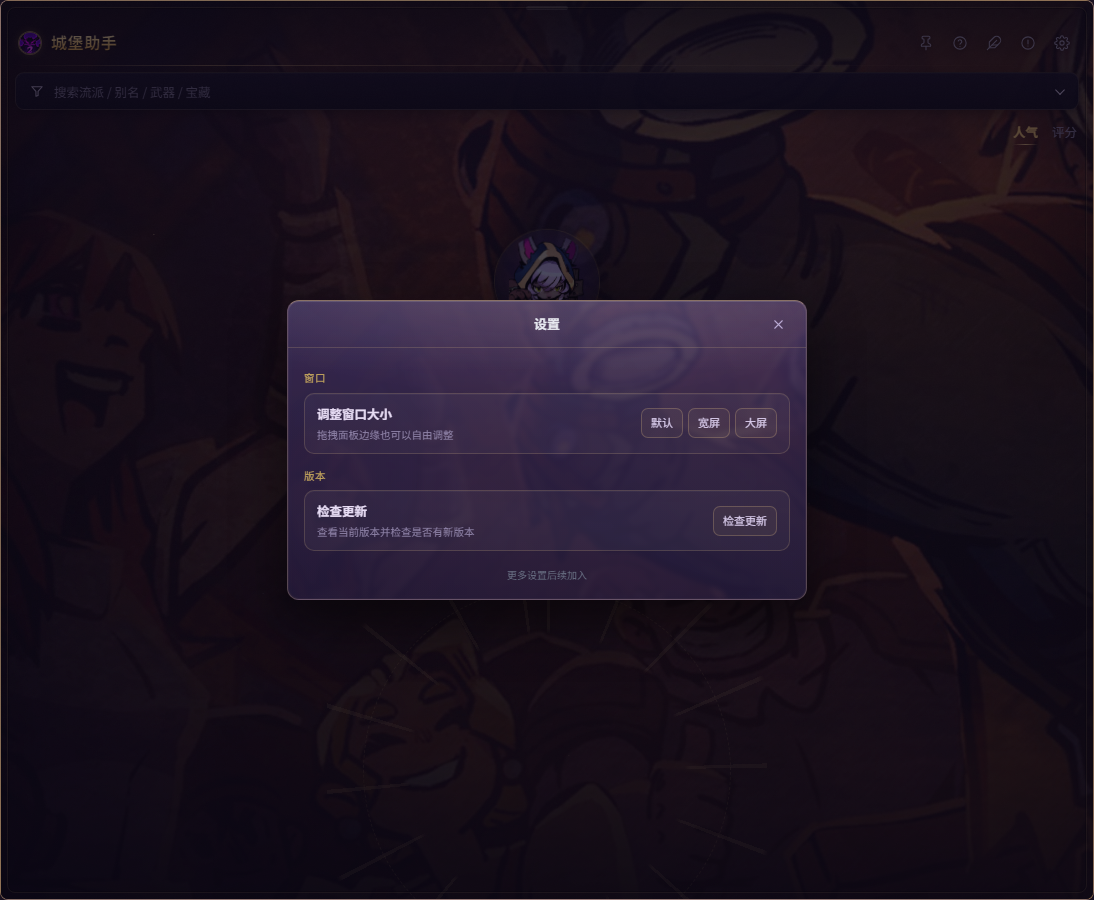 城堡助手
搜索流派 / 别名 / 武器 / 宝藏
人气 评分
设置
窗口
调整窗口大小
拖拽面板边缘也可以自由调整
默认 宽屏 大屏
版本
检查更新
查看当前版本并检查是否有新版本
检查更新
更多设置后续加入